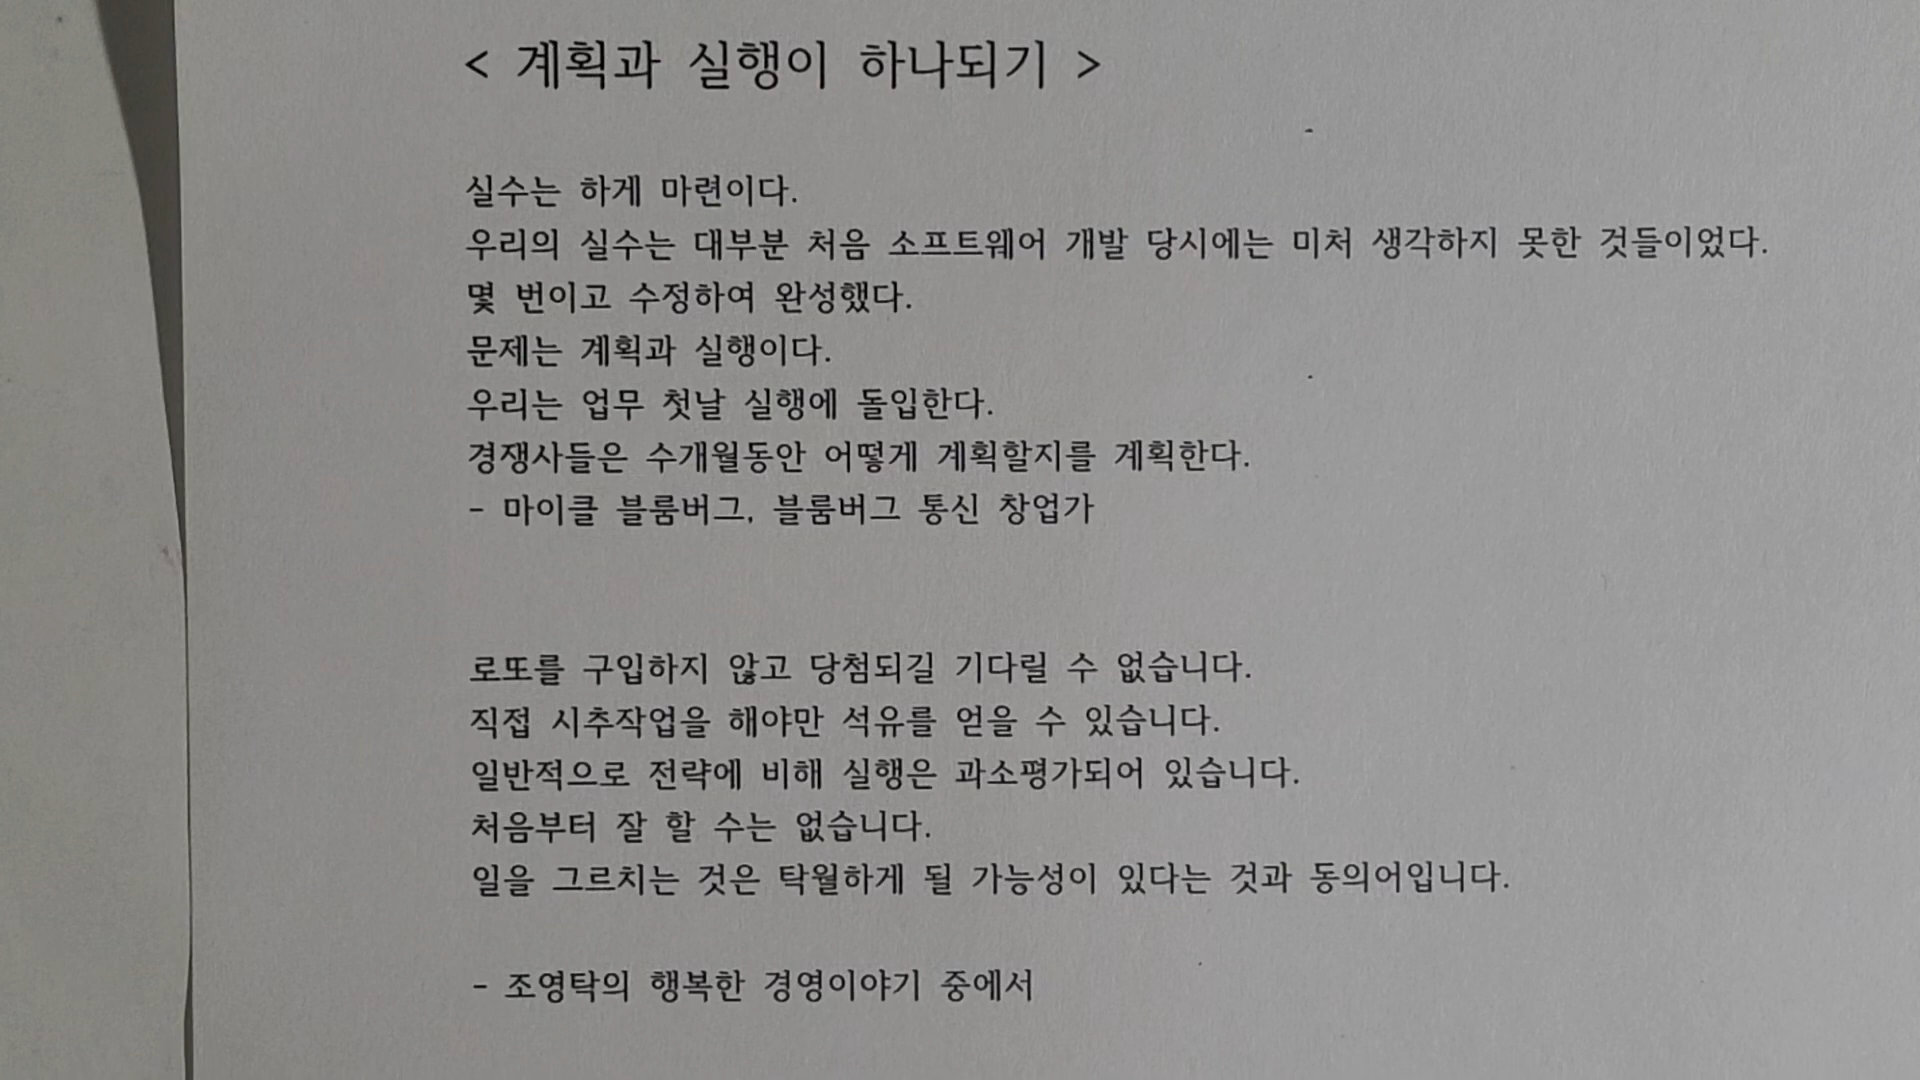 < 계획과 실행이 하나되기 >
실수는 하게 마련이다.
우리의 실수는 대부분 처음 소프트웨어 개발 당시에는 미처 생각하지 못한 것들이었다.
몇 번이고 수정하여 완성했다.
문제는 계획과 실행이다.
우리는 업무 첫날 실행에 돌입한다.
경쟁사들은 수개월동안 어떻게 계획할지를 계획한다.
- 마이클 블룸버그, 블룸버그 통신 창업가
로또를 구입하지 않고 당첨되길 기다릴 수 없습니다.
직접 시추작업을 해야만 석유를 얻을 수 있습니다.
일반적으로 전략에 비해 실행은 과소평가되어 있습니다.
처음부터 잘 할 수는 없습니다.
일을 그르치는 것은 탁월하게 될 가능성이 있다는 것과 동의어입니다.
- 조영탁의 행복한 경영이야기 중에서